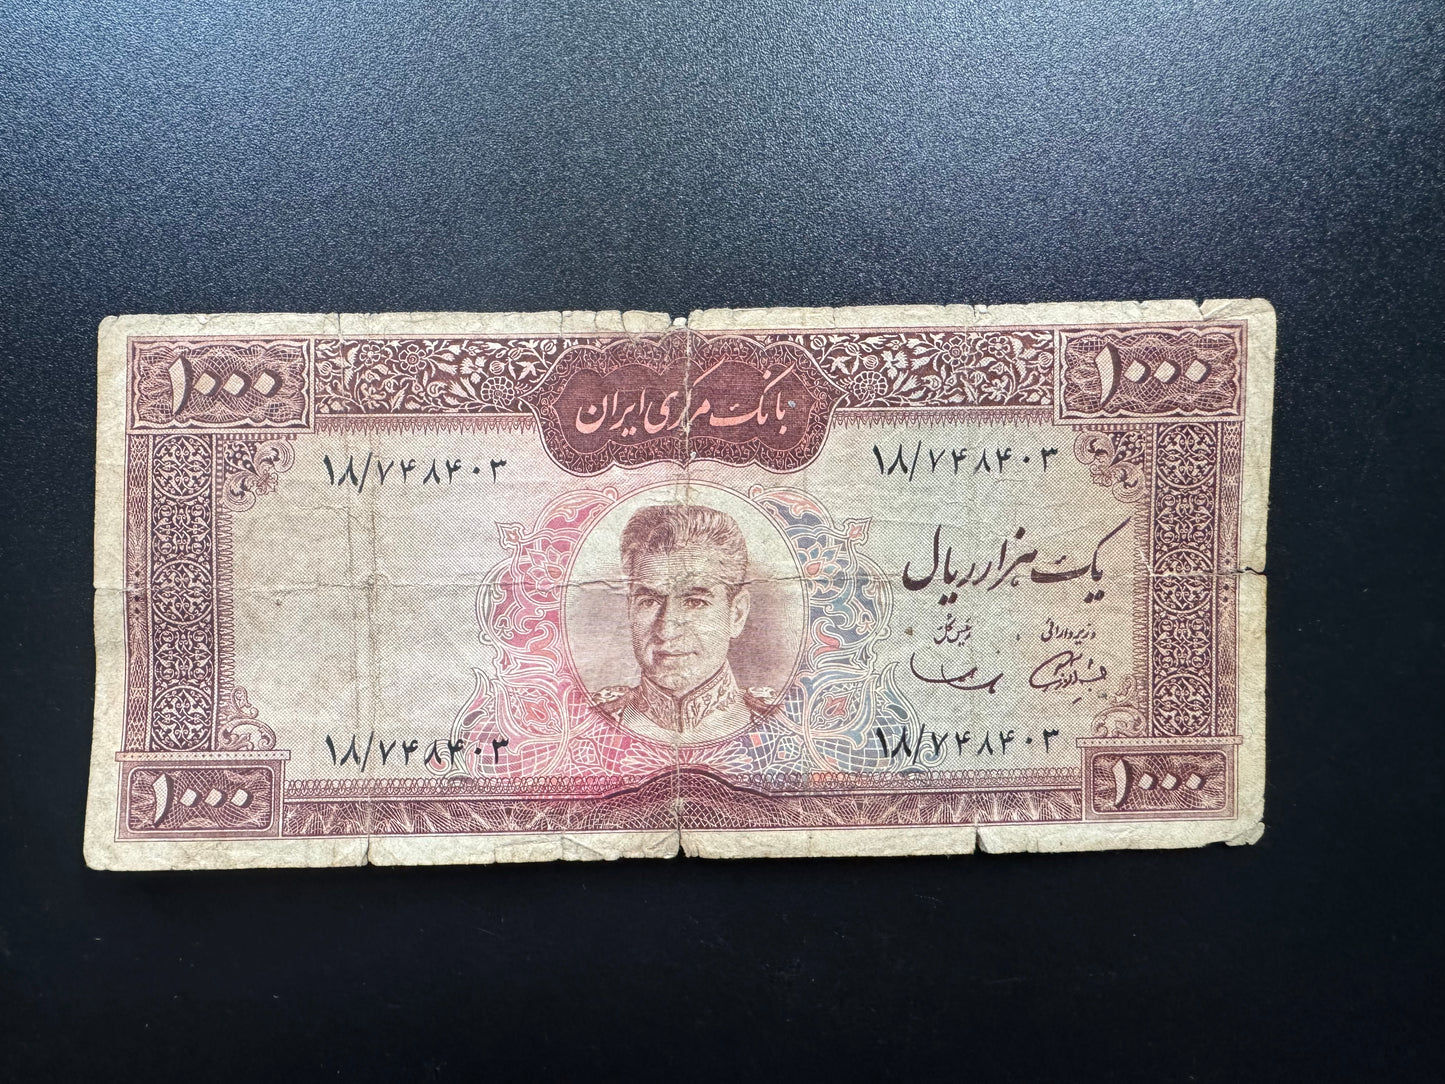 ۱۰۰۰
بانک مرکزی ایران
۱۰۰۰
۱۸/۷۴۸۴۰۳
۱۸/۷۴۸۴۰۳
یک هزار ریال
وزیر دارائی
رئیس کل
۱۸/۷۴۸۴۰۳
۱۸/۷۴۸۴۰۳
۱۰۰۰
۱۰۰۰